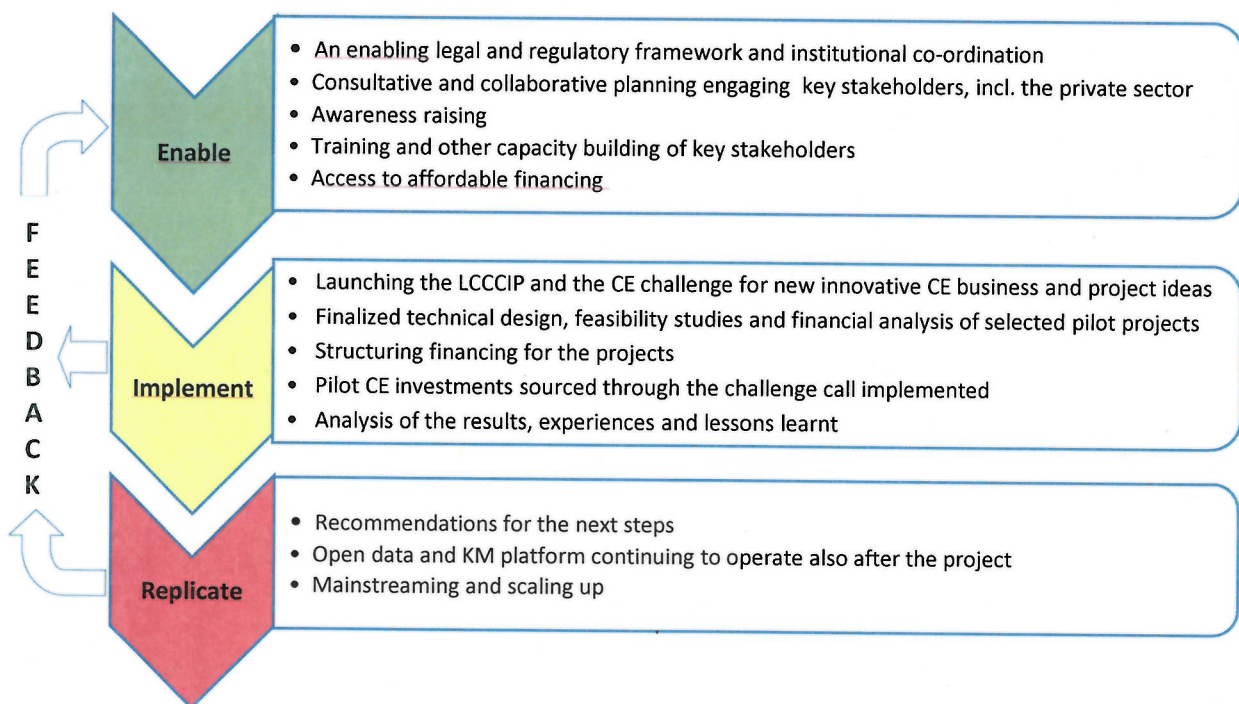 • An enabling legal and regulatory framework and institutional co-ordination
• Consultative and collaborative planning engaging key stakeholders, incl. the private sector
• Awareness raising
• Training and other capacity building of key stakeholders
• Access to affordable financing
Enable
FEEDBACK
• Launching the LCCCIP and the CE challenge for new innovative CE business and project ideas
• Finalized technical design, feasibility studies and financial analysis of selected pilot projects
• Structuring financing for the projects
• Pilot CE investments sourced through the challenge call implemented
• Analysis of the results, experiences and lessons learnt
Implement
• Recommendations for the next steps
• Open data and KM platform continuing to operate also after the project
• Mainstreaming and scaling up
Replicate